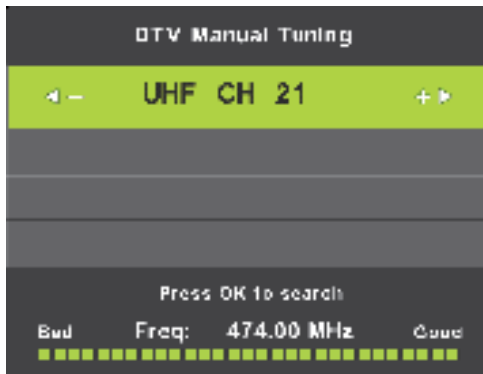 DTV Manual Tuning
– UHF CH 21 +
Press OK to search
Bad Freq: 474.00 MHz Good